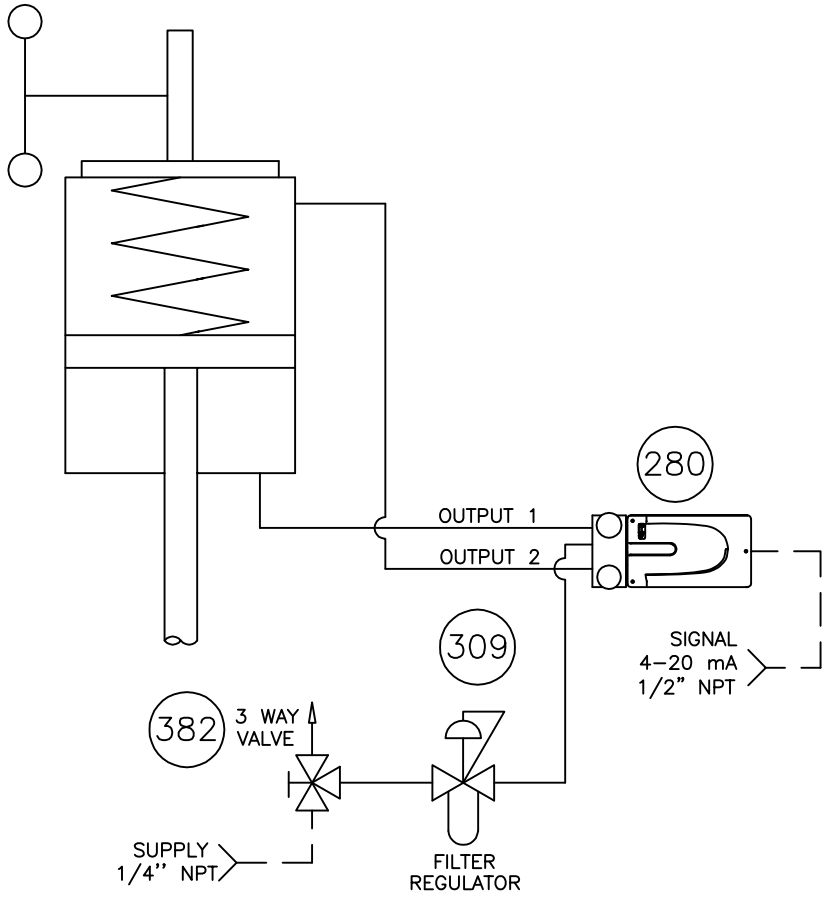 280
OUTPUT 1
OUTPUT 2
309
SIGNAL
4-20 mA
1/2" NPT
382
3 WAY
VALVE
SUPPLY
1/4'' NPT
FILTER
REGULATOR